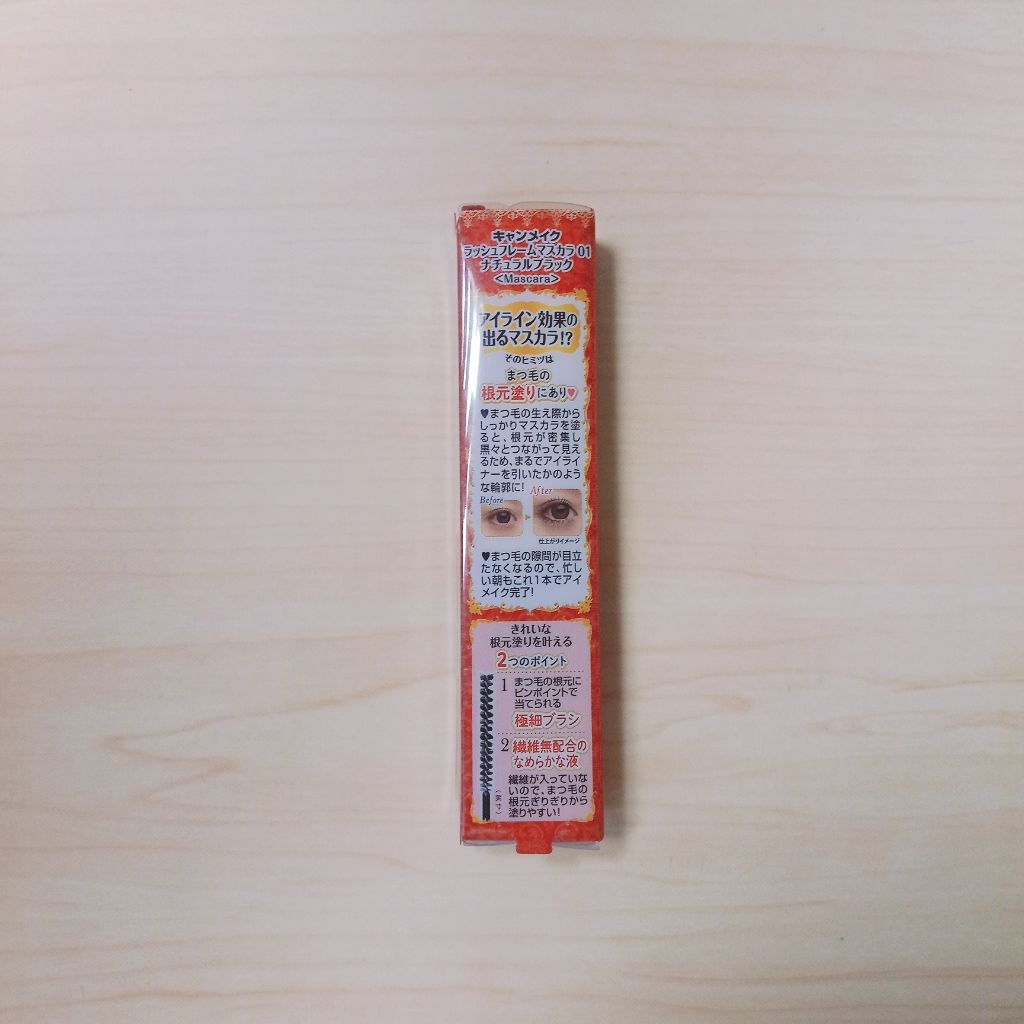 キャンメイク
ラッシュフレームマスカラ 01
ナチュラルブラック
<Mascara>
アイライン効果の
出るマスカラ!?
そのヒミツは
まつ毛の
根元塗りにあり♥
♥まつ毛の生え際から
しっかりマスカラを塗
ると、根元が密集し
黒々とつながって見え
るため、まるでアイライ
ナーを引いたかのよう
な輪郭に!
Before
After
仕上がりイメージ
♥まつ毛の隙間が目立
たなくなるので、忙し
い朝もこれ1本でアイ
メイク完了!
きれいな
根元塗りを叶える
2つのポイント
1 まつ毛の根元に
ピンポイントで
当てられる
極細ブラシ
2 繊維無配合の
なめらかな液
繊維が入っていな
いので、まつ毛の
根元ぎりぎりから
塗りやすい!
<実寸>